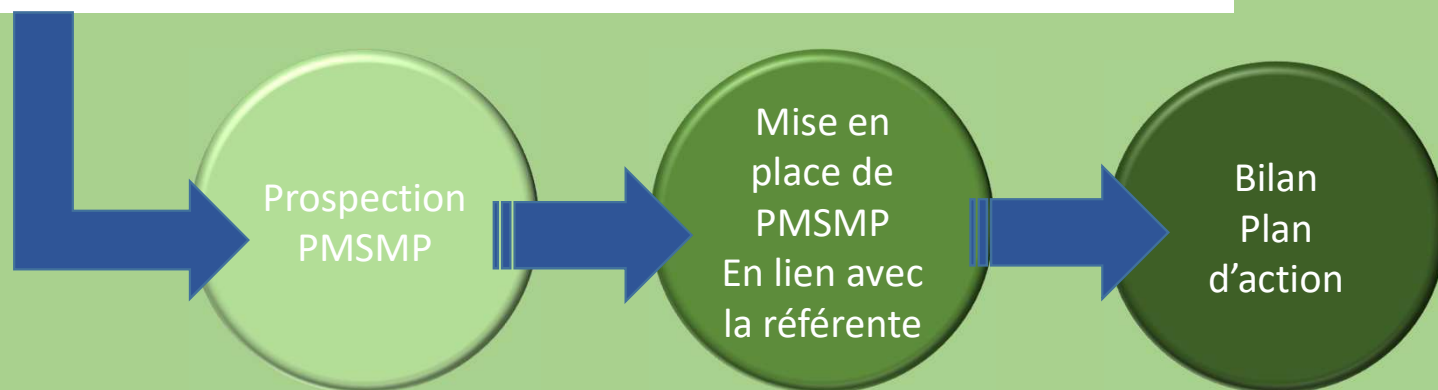 Prospection
PMSMP
Mise en
place de
PMSMP
En lien avec
la référente
Bilan
Plan
d’action